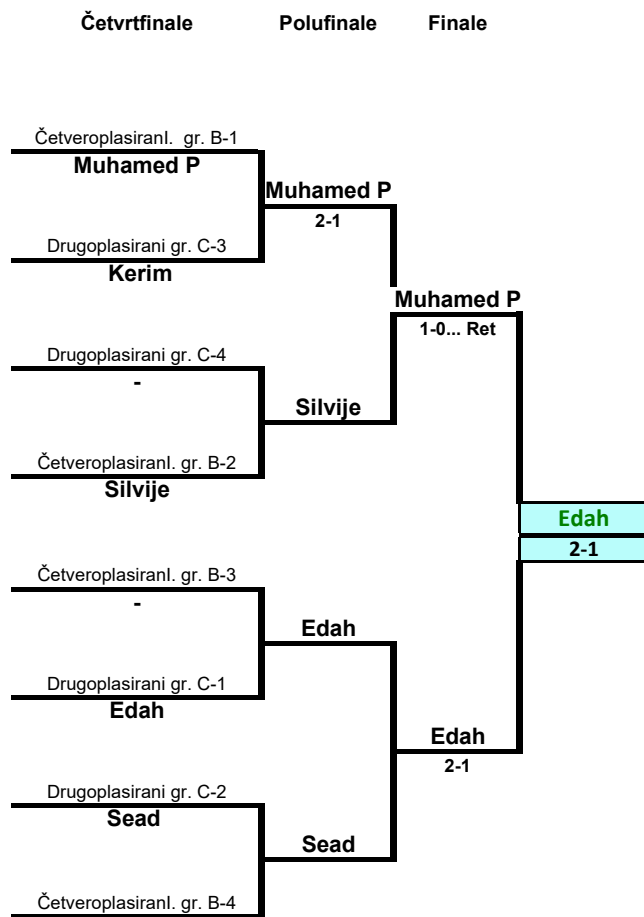 Četvrtfinale Polufinale Finale
Četveroplasiranl. gr. B-1
Muhamed P
Muhamed P
2-1
Drugoplasirani gr. C-3
Kerim
Muhamed P
1-0... Ret
Drugoplasirani gr. C-4
-
Silvije
Četveroplasiranl. gr. B-2
Silvije
Edah
2-1
Četveroplasiranl. gr. B-3
-
Edah
Drugoplasirani gr. C-1
Edah
Edah
2-1
Drugoplasirani gr. C-2
Sead
Sead
Četveroplasiranl. gr. B-4